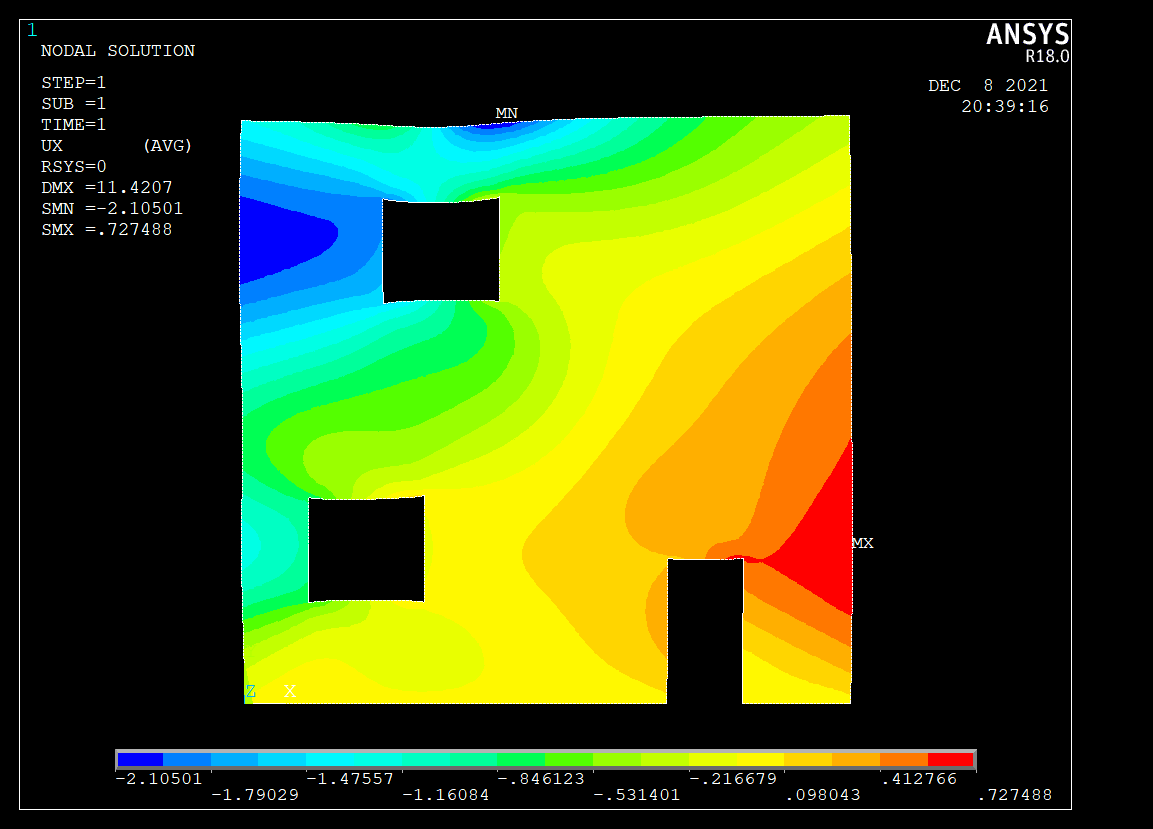 1
ANSYS
R18.0
NODAL SOLUTION
STEP=1
SUB =1
TIME=1
UX (AVG)
RSYS=0
DMX =11.4207
SMN =-2.10501
SMX =.727488
DEC 8 2021
20:39:16
MN
MX
Z X
-2.10501 -1.47557 -.846123 -.216679 .412766
-1.79029 -1.16084 -.531401 .098043 .727488